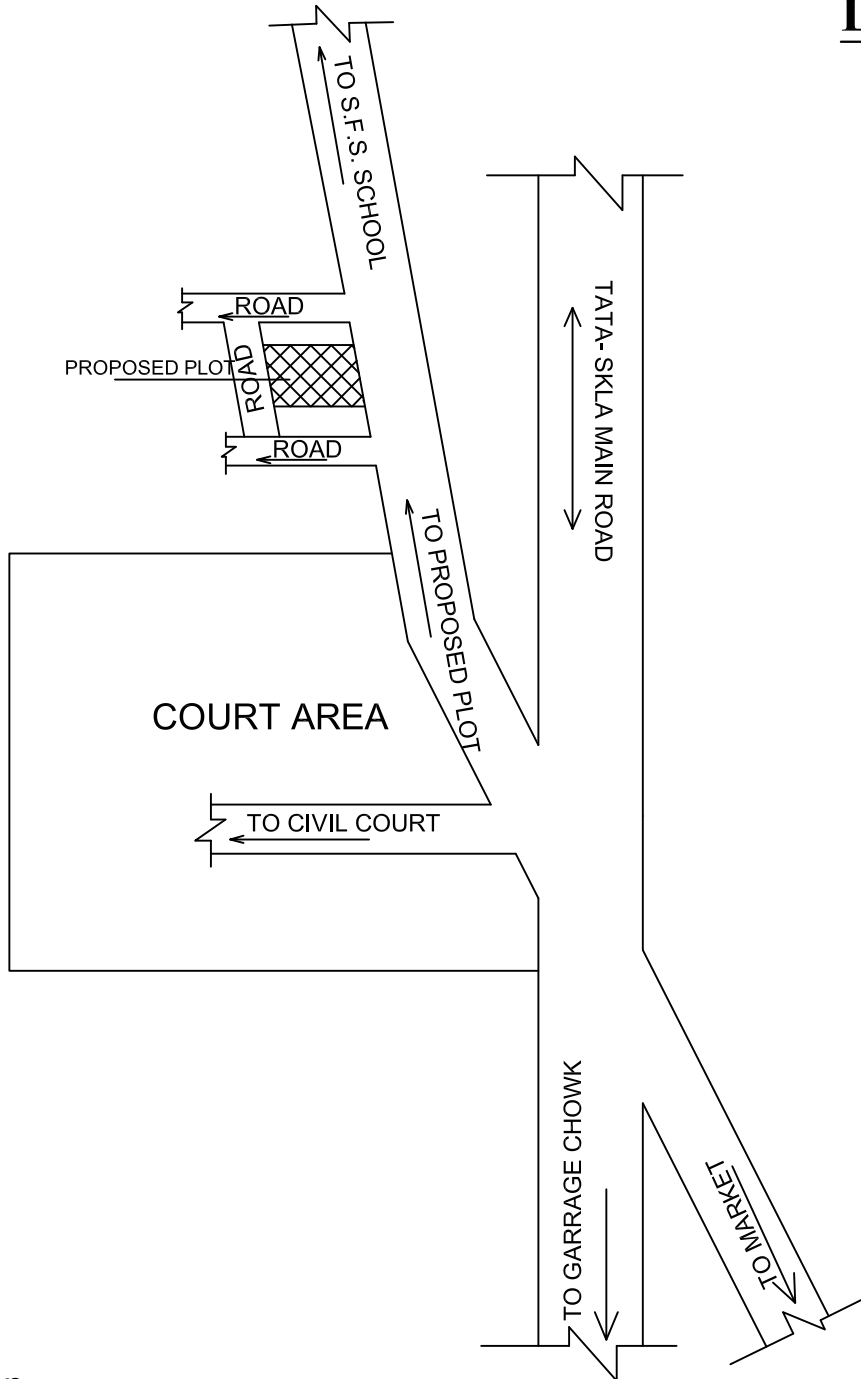 TO S.F.S. SCHOOL
TATA- SKLA MAIN ROAD
ROAD
PROPOSED PLOT
ROAD
ROAD
TO PROPOSED PLOT
COURT AREA
TO CIVIL COURT
TO GARRAGE CHOWK
TO MARKET